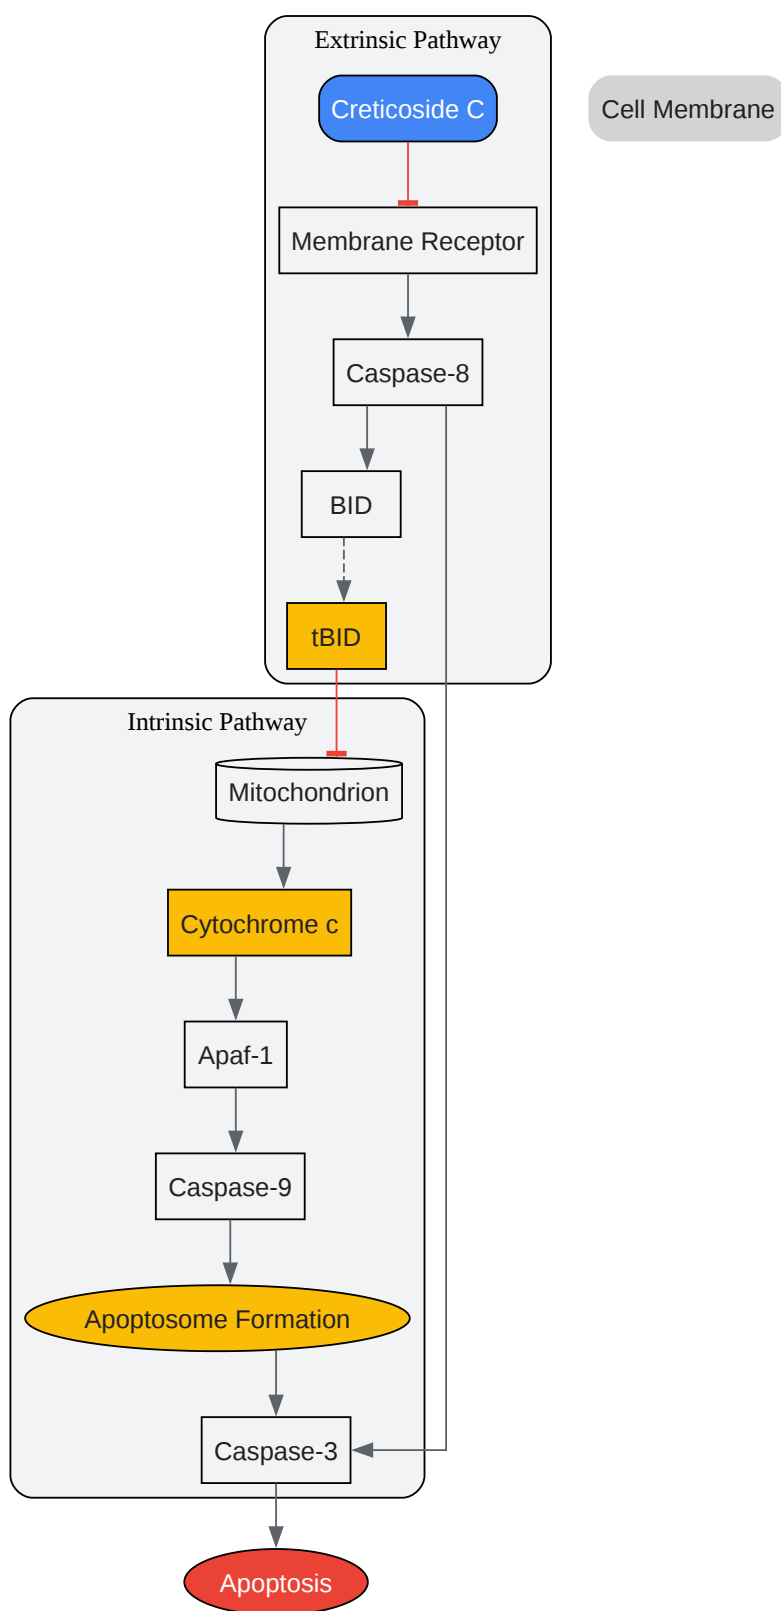 Extrinsic Pathway
Creticoside C
Cell Membrane
Membrane Receptor
Caspase-8
BID
tBID
Intrinsic Pathway
Mitochondrion
Cytochrome c
Apaf-1
Caspase-9
Apoptosome Formation
Caspase-3
Apoptosis